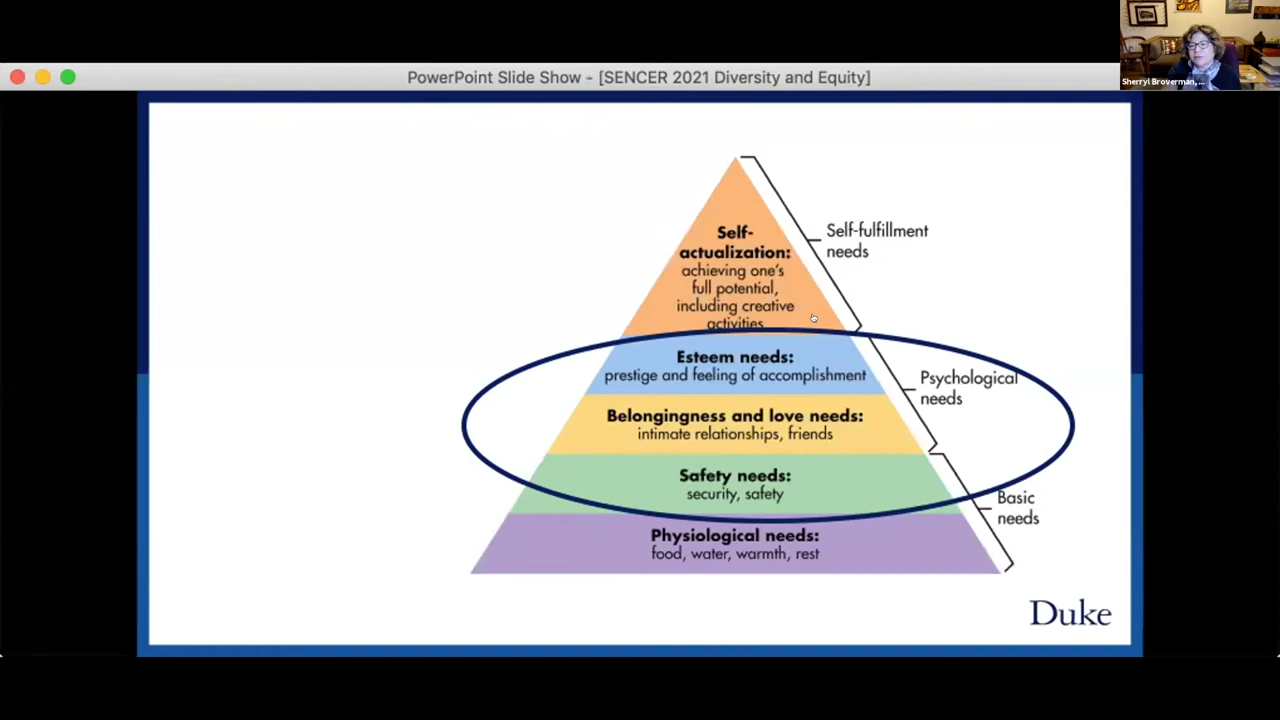 Sherryl Broverman, ...
PowerPoint Slide Show - [SENCER 2021 Diversity and Equity]
Self-
actualization:
achieving one's
full potential,
including creative
activities
Self-fulfillment
needs
Esteem needs:
prestige and feeling of accomplishment
Belongingness and love needs:
intimate relationships, friends
Psychological
needs
Safety needs:
security, safety
Physiological needs:
food, water, warmth, rest
Basic
needs
Duke